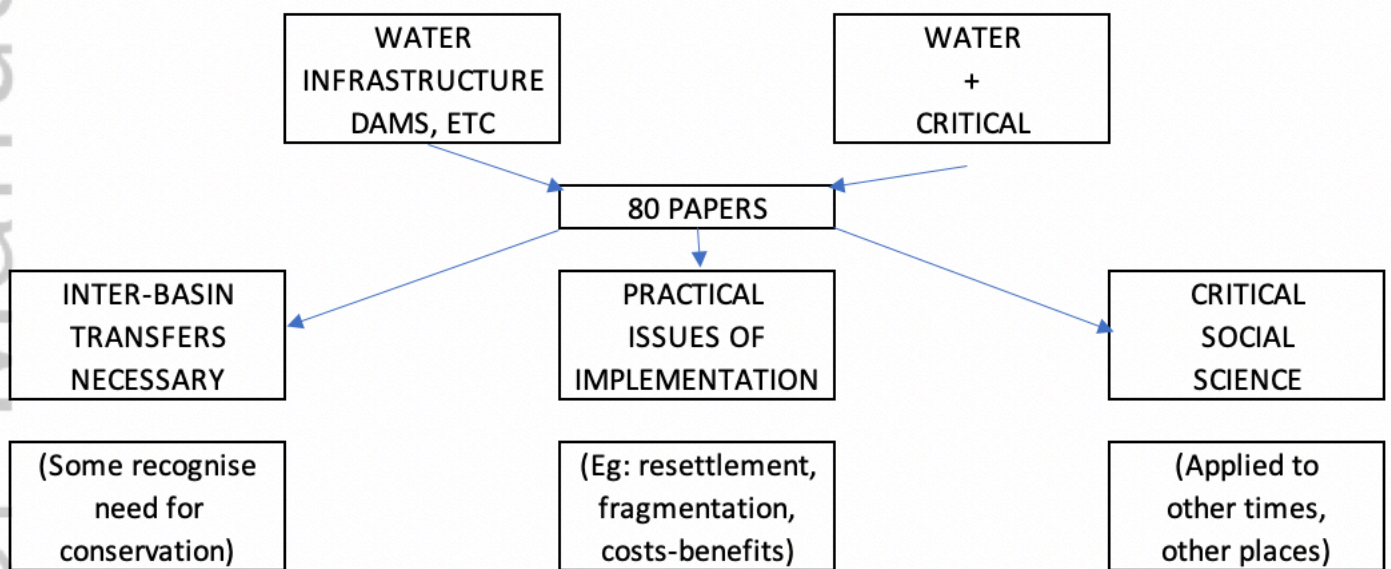 WATER
INFRASTRUCTURE
DAMS, ETC
WATER
+
CRITICAL
80 PAPERS
INTER-BASIN
TRANSFERS
NECESSARY
PRACTICAL
ISSUES OF
IMPLEMENTATION
CRITICAL
SOCIAL
SCIENCE
(Some recognise
need for
conservation)
(Eg: resettlement,
fragmentation,
costs-benefits)
(Applied to
other times,
other places)